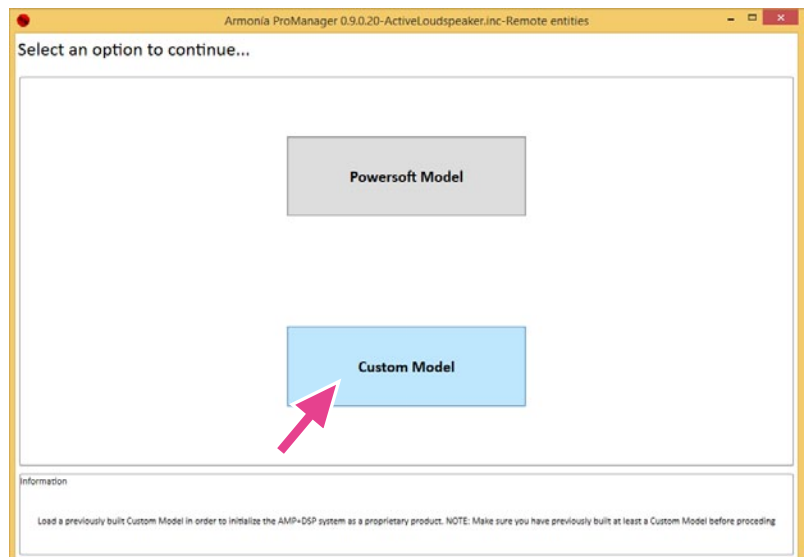 Armonía ProManager 0.9.0.20-ActiveLoudspeaker.inc-Remote entities
Select an option to continue...
Powersoft Model
Custom Model
Information
Load a previously built Custom Model in order to initialize the AMP+DSP system as a proprietary product. NOTE: Make sure you have previously built at least a Custom Model before proceding